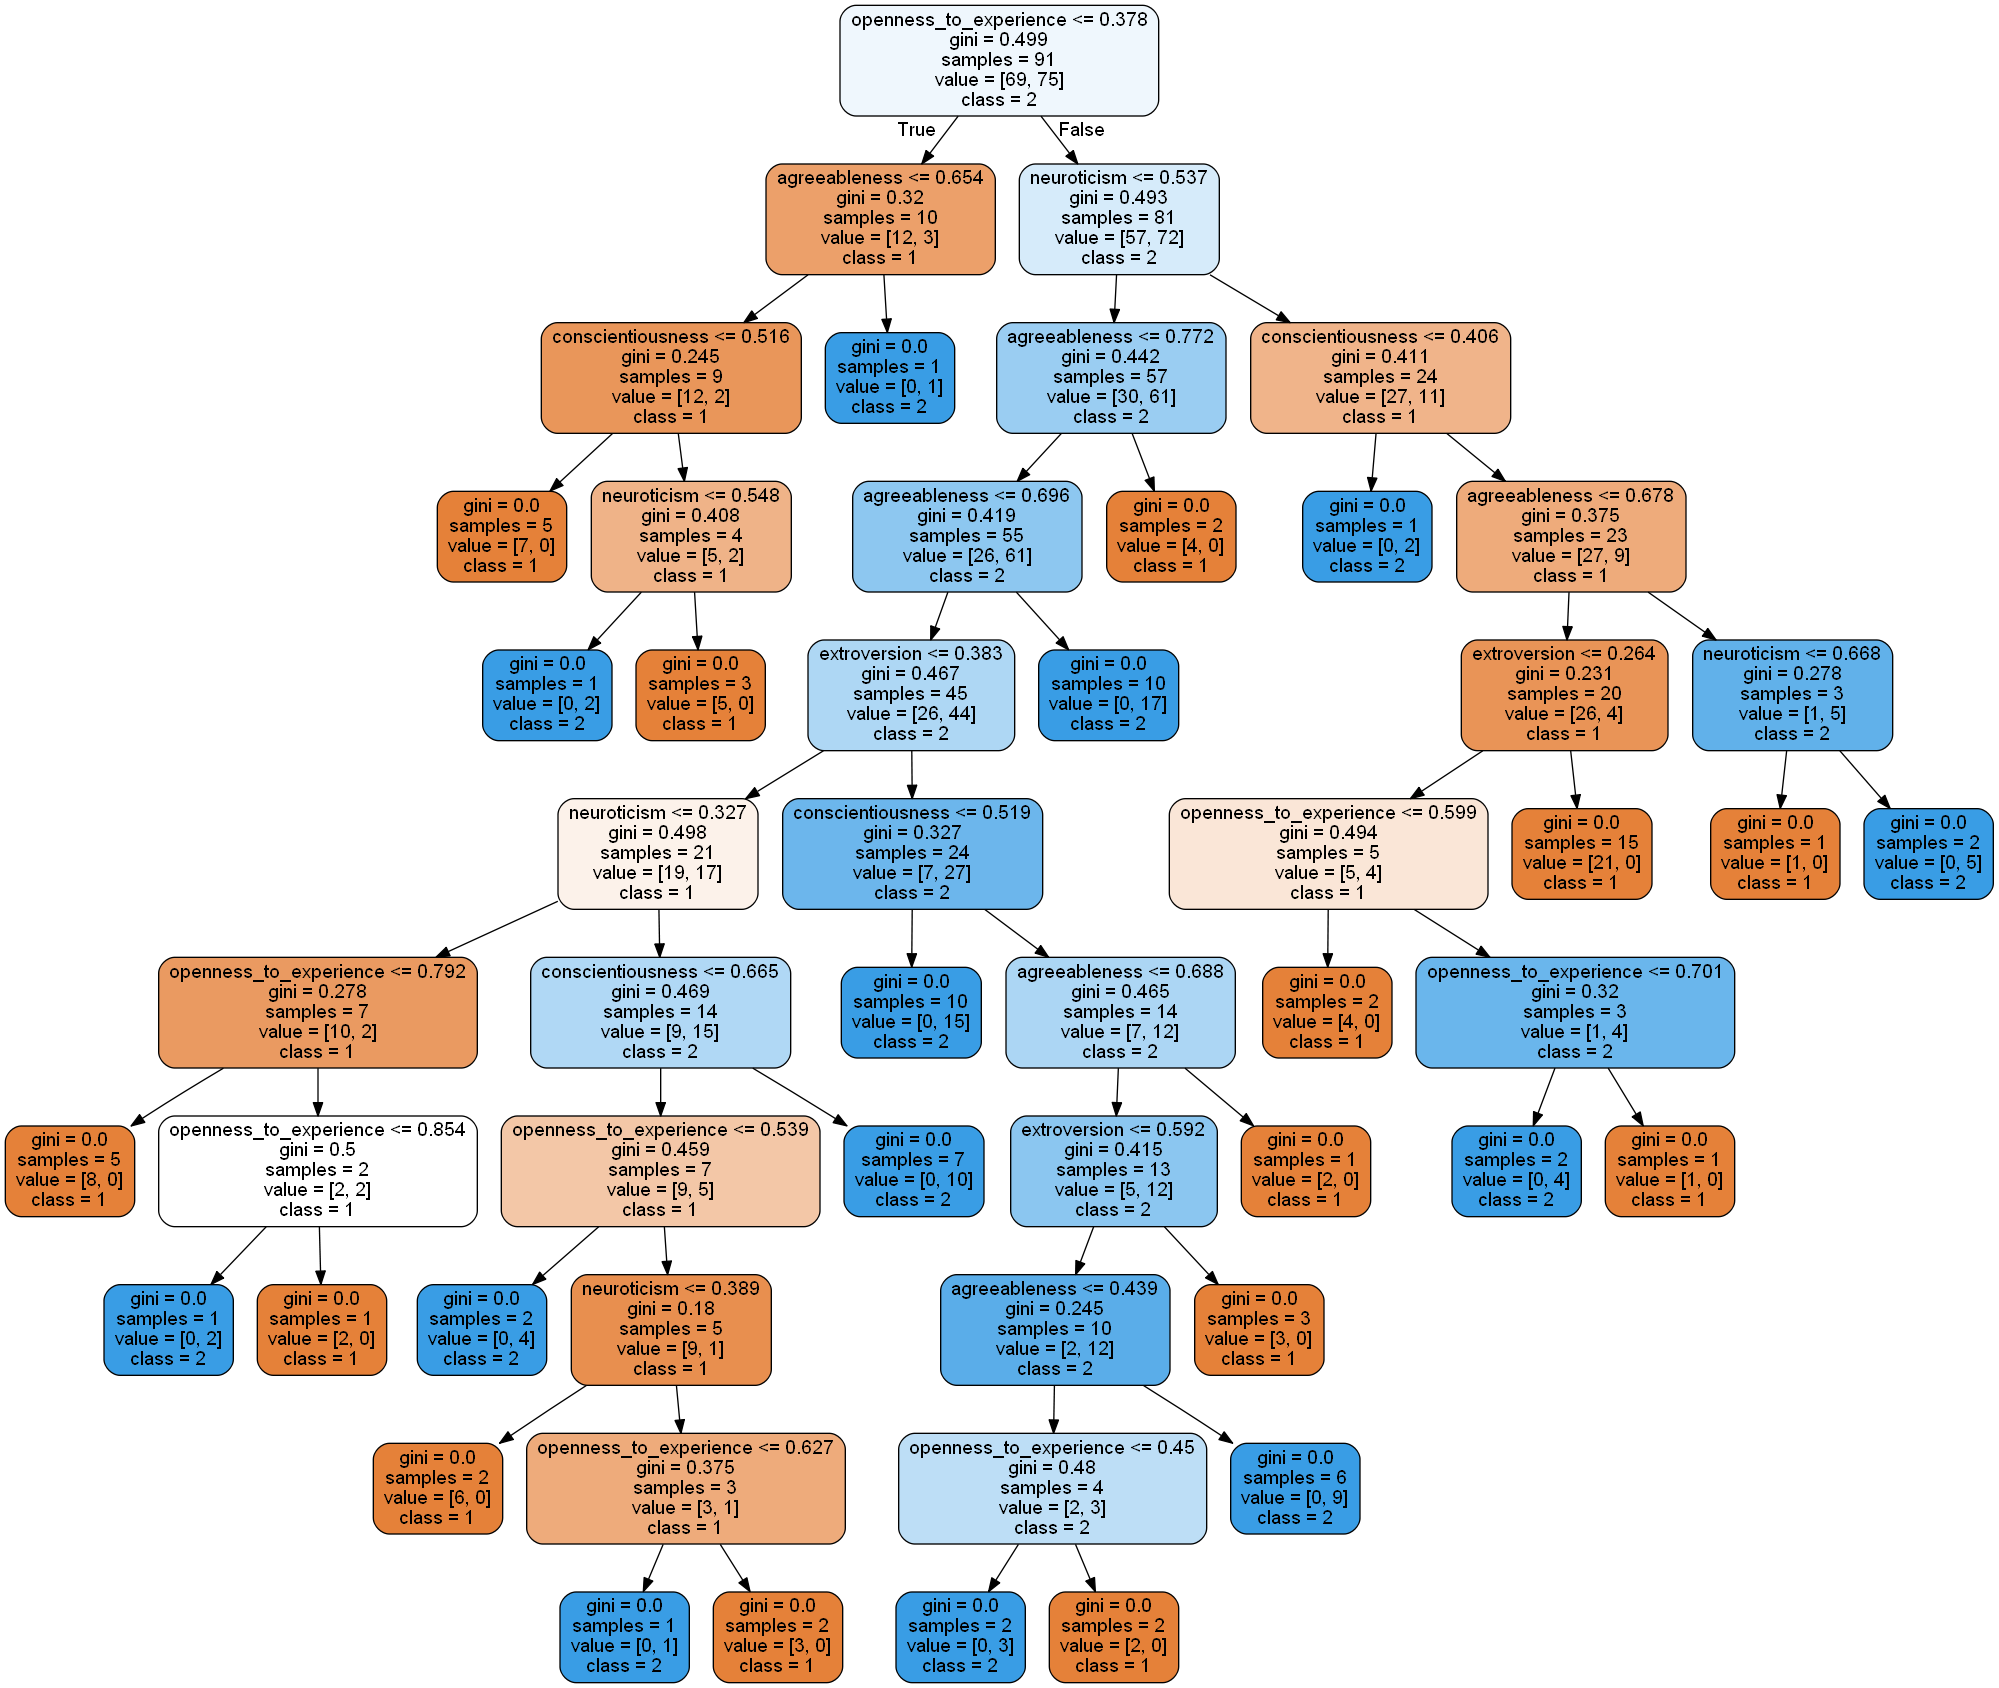 openness_to_experience <= 0.378
gini = 0.499
samples = 91
value = [69, 75]
class = 2
True
False
agreeableness <= 0.654
gini = 0.32
samples = 10
value = [12, 3]
class = 1
neuroticism <= 0.537
gini = 0.493
samples = 81
value = [57, 72]
class = 2
conscientiousness <= 0.516
gini = 0.245
samples = 9
value = [12, 2]
class = 1
gini = 0.0
samples = 1
value = [0, 1]
class = 2
agreeableness <= 0.772
gini = 0.442
samples = 57
value = [30, 61]
class = 2
conscientiousness <= 0.406
gini = 0.411
samples = 24
value = [27, 11]
class = 1
gini = 0.0
samples = 5
value = [7, 0]
class = 1
neuroticism <= 0.548
gini = 0.408
samples = 4
value = [5, 2]
class = 1
agreeableness <= 0.696
gini = 0.419
samples = 55
value = [26, 61]
class = 2
gini = 0.0
samples = 2
value = [4, 0]
class = 1
gini = 0.0
samples = 1
value = [0, 2]
class = 2
agreeableness <= 0.678
gini = 0.375
samples = 23
value = [27, 9]
class = 1
gini = 0.0
samples = 1
value = [0, 2]
class = 2
gini = 0.0
samples = 3
value = [5, 0]
class = 1
extroversion <= 0.383
gini = 0.467
samples = 45
value = [26, 44]
class = 2
gini = 0.0
samples = 10
value = [0, 17]
class = 2
extroversion <= 0.264
gini = 0.231
samples = 20
value = [26, 4]
class = 1
neuroticism <= 0.668
gini = 0.278
samples = 3
value = [1, 5]
class = 2
neuroticism <= 0.327
gini = 0.498
samples = 21
value = [19, 17]
class = 1
conscientiousness <= 0.519
gini = 0.327
samples = 24
value = [7, 27]
class = 2
openness_to_experience <= 0.599
gini = 0.494
samples = 5
value = [5, 4]
class = 1
gini = 0.0
samples = 15
value = [21, 0]
class = 1
gini = 0.0
samples = 1
value = [1, 0]
class = 1
gini = 0.0
samples = 2
value = [0, 5]
class = 2
openness_to_experience <= 0.792
gini = 0.278
samples = 7
value = [10, 2]
class = 1
conscientiousness <= 0.665
gini = 0.469
samples = 14
value = [9, 15]
class = 2
gini = 0.0
samples = 10
value = [0, 15]
class = 2
agreeableness <= 0.688
gini = 0.465
samples = 14
value = [7, 12]
class = 2
gini = 0.0
samples = 2
value = [4, 0]
class = 1
openness_to_experience <= 0.701
gini = 0.32
samples = 3
value = [1, 4]
class = 2
gini = 0.0
samples = 5
value = [8, 0]
class = 1
openness_to_experience <= 0.854
gini = 0.5
samples = 2
value = [2, 2]
class = 1
openness_to_experience <= 0.539
gini = 0.459
samples = 7
value = [9, 5]
class = 1
gini = 0.0
samples = 7
value = [0, 10]
class = 2
extroversion <= 0.592
gini = 0.415
samples = 13
value = [5, 12]
class = 2
gini = 0.0
samples = 1
value = [2, 0]
class = 1
gini = 0.0
samples = 2
value = [0, 4]
class = 2
gini = 0.0
samples = 1
value = [1, 0]
class = 1
gini = 0.0
samples = 1
value = [0, 2]
class = 2
gini = 0.0
samples = 1
value = [2, 0]
class = 1
gini = 0.0
samples = 2
value = [0, 4]
class = 2
neuroticism <= 0.389
gini = 0.18
samples = 5
value = [9, 1]
class = 1
agreeableness <= 0.439
gini = 0.245
samples = 10
value = [2, 12]
class = 2
gini = 0.0
samples = 3
value = [3, 0]
class = 1
gini = 0.0
samples = 2
value = [6, 0]
class = 1
openness_to_experience <= 0.627
gini = 0.375
samples = 3
value = [3, 1]
class = 1
openness_to_experience <= 0.45
gini = 0.48
samples = 4
value = [2, 3]
class = 2
gini = 0.0
samples = 6
value = [0, 9]
class = 2
gini = 0.0
samples = 1
value = [0, 1]
class = 2
gini = 0.0
samples = 2
value = [3, 0]
class = 1
gini = 0.0
samples = 2
value = [0, 3]
class = 2
gini = 0.0
samples = 2
value = [2, 0]
class = 1